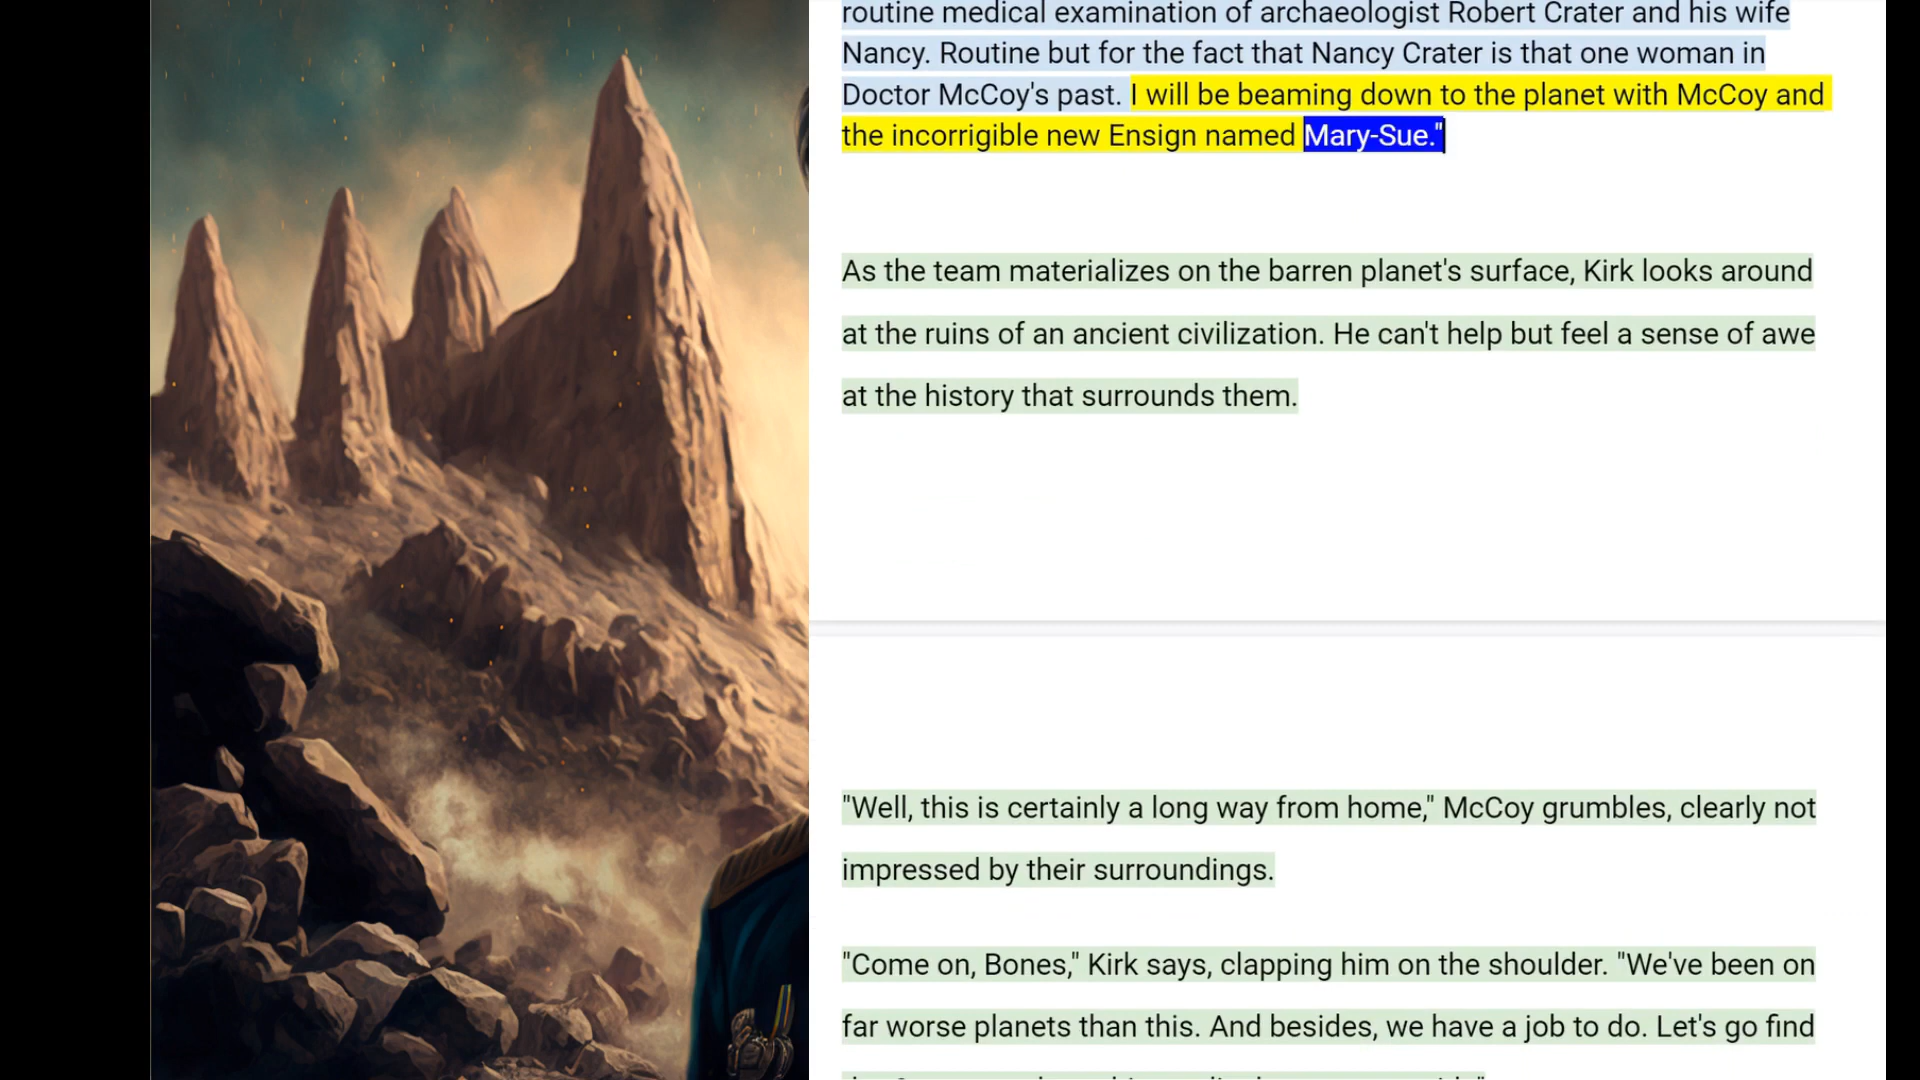 routine medical examination of archaeologist Robert Crater and his wife
Nancy. Routine but for the fact that Nancy Crater is that one woman in
Doctor McCoy's past. I will be beaming down to the planet with McCoy and
the incorrigible new Ensign named Mary-Sue."
As the team materializes on the barren planet's surface, Kirk looks around
at the ruins of an ancient civilization. He can't help but feel a sense of awe
at the history that surrounds them.
"Well, this is certainly a long way from home," McCoy grumbles, clearly not
impressed by their surroundings.
"Come on, Bones," Kirk says, clapping him on the shoulder. "We've been on
far worse planets than this. And besides, we have a job to do. Let's go find